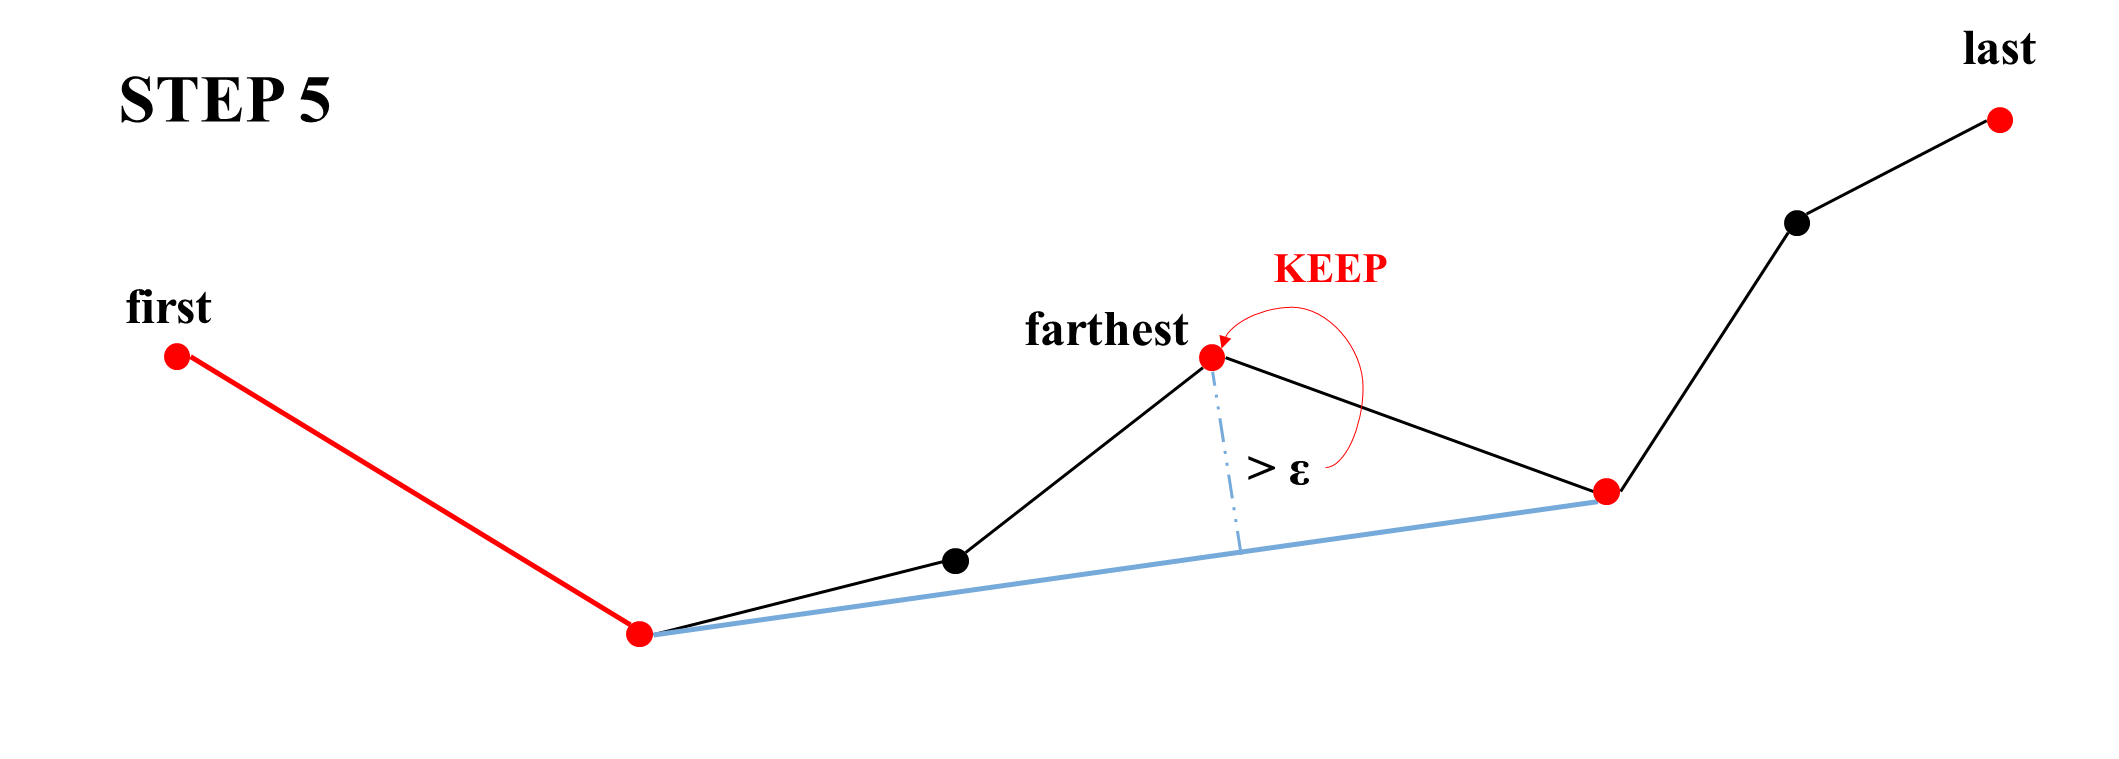 STEP 5
last
first
KEEP
farthest
> ε